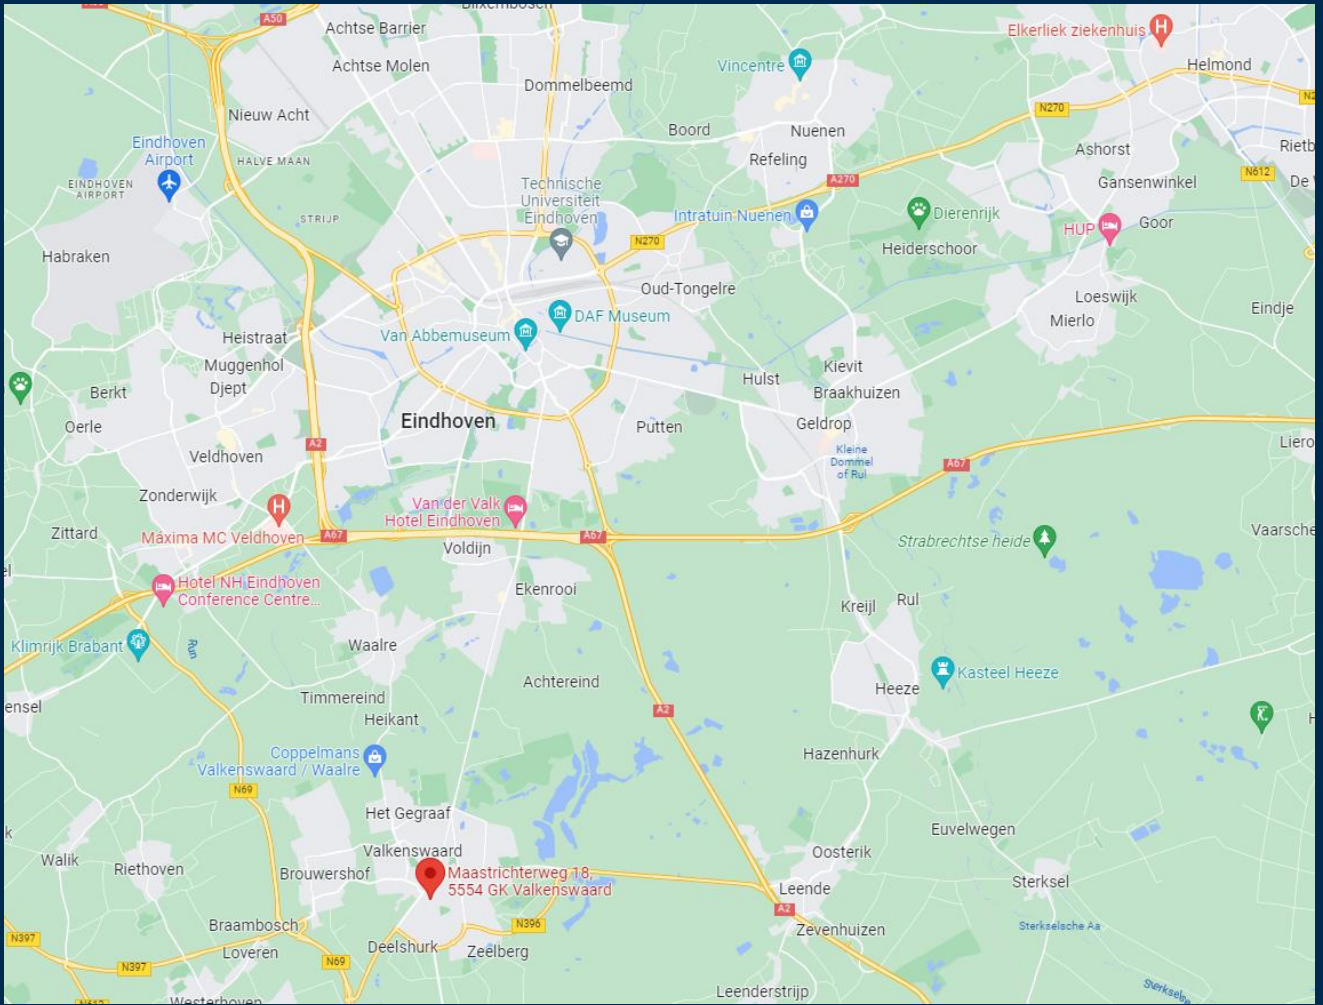 A50
Achtse Barrier
Achtse Molen
Dommelbeemd
Vincentre
Elkerliek ziekenhuis
Helmond
N270
Nieuw Acht
Boord
Nuenen
Refeling
Ashorst
Eindhoven
Airport
HALVE MAAN
EINDHOVEN
AIRPORT
Technische
Universiteit
Eindhoven
A270
Gansenwinkel
N612
STRIJP
Intratuin Nuenen
Dierenrijk
HUP
Goor
N270
Heiderschoor
Habraken
Oud-Tongelre
Loeswijk
Mierlo
Eindje
DAF Museum
Van Abbemuseum
Heistraat
Muggenhol
Djept
Kievit
Braakhuizen
Hulst
Berkt
Oerle
Eindhoven
Putten
Geldrop
A2
Veldhoven
Kleine
Dommel
of Rul
A67
Zonderwijk
Van der Valk
Hotel Eindhoven
Zittard
Máxima MC Veldhoven
A67
A67
Voldijn
Strabrechtse heide
Hotel NH Eindhoven
Conference Centre...
Ekenrooi
Kreijl
Rul
Klimrijk Brabant
Run
Waalre
Kasteel Heeze
Achtereind
Heeze
Timmereind
Heikant
A2
Coppelmans
Valkenswaard / Waalre
Hazenhurk
N69
Het Gegraaf
Euvelwegen
Valkenswaard
Oosterik
Walik
Riethoven
Brouwershof
Maastrichterweg 18,
5554 GK Valkenswaard
Leende
Sterksel
A2
Braambosch
N396
Zevenhuizen
Sterkselsche Aa
N397
Loveren
Deelshurk
Zeelberg
N397
N69
Leenderstrijp